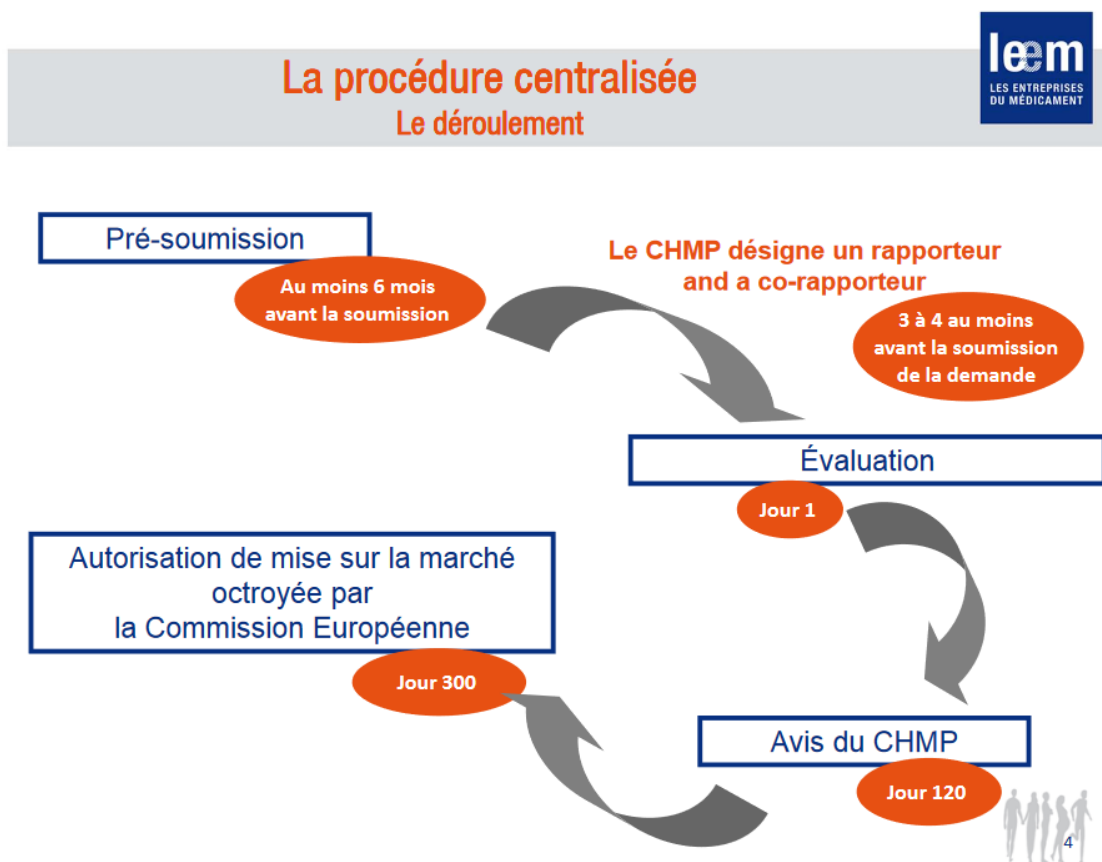 La procédure centralisée
Le déroulement
leem
LES ENTREPRISES
DU MÉDICAMENT
Pré-soumission
Au moins 6 mois
avant la soumission
Le CHMP désigne un rapporteur
and a co-rapporteur
3 à 4 au moins
avant la soumission
de la demande
Évaluation
Jour 1
Avis du CHMP
Jour 120
Autorisation de mise sur la marché
octroyée par
la Commission Européenne
Jour 300
4